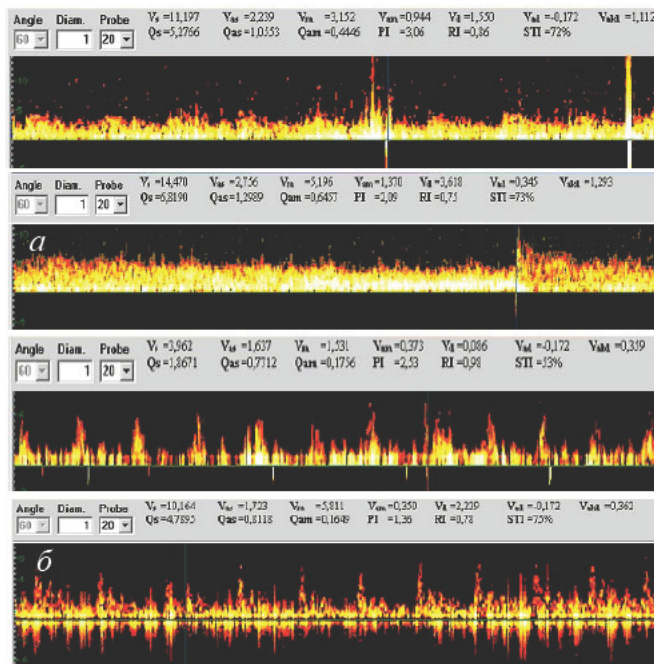 Angle Diam. Probe Vs =11,197 Vas =2,239 Vm =3,152 Vam =0,944 Vd =1,550 Vad =-0,172 Vakd =1,112
60 1 20 Qs =5,2766 Qas =1,0553 Qam =0,4446 PI =3,06 RI =0,86 STI =72%
Angle Diam. Probe Vs =14,470 Vas =2,756 Vm =5,196 Vam =1,370 Vd =3,618 Vad =0,345 Vakd =1,293
60 1 20 Qs =6,8190 Qas =1,2989 Qam =0,6457 PI =2,09 RI =0,75 STI =73%
а
Angle Diam. Probe Vs =3,962 Vas =1,637 Vm =1,531 Vam =0,373 Vd =0,086 Vad =-0,172 Vakd =0,359
60 1 20 Qs =1,8671 Qas =0,7712 Qam =0,1756 PI =2,53 RI =0,98 STI =53%
Angle Diam. Probe Vs =10,164 Vas =1,723 Vm =5,811 Vam =0,350 Vd =2,239 Vad =-0,172 Vakd =0,362
60 1 20 Qs =4,7895 Qas =0,8118 Qam =0,1649 PI =1,36 RI =0,78 STI =75%
б